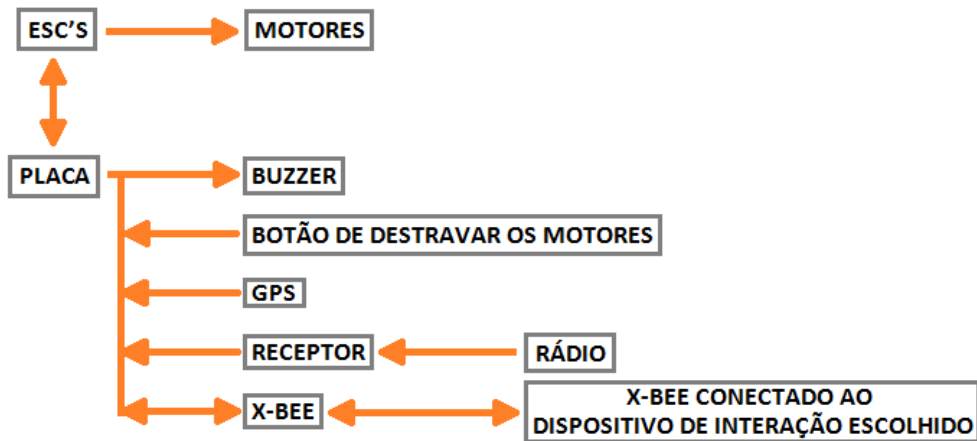 ESC'S
MOTORES
PLACA
BUZZER
BOTÃO DE DESTRAVAR OS MOTORES
GPS
RECEPTOR
RÁDIO
X-BEE
X-BEE CONECTADO AO
DISPOSITIVO DE INTERAÇÃO ESCOLHIDO